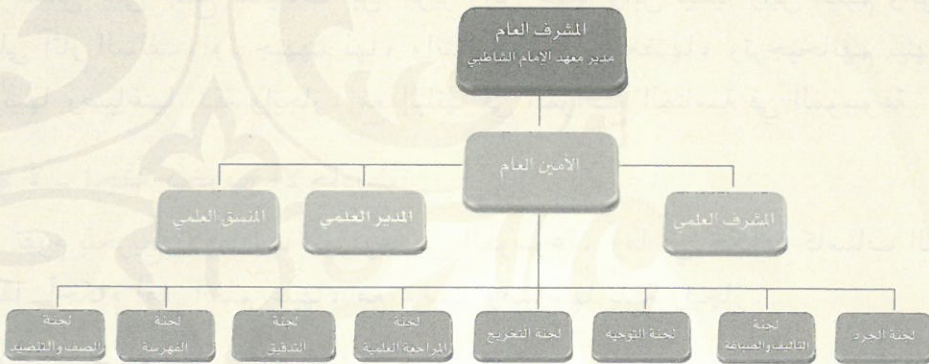 المشرف العام
مدير معهد الإمام الشاطبي
الأمين العام
المشرف العلمي
المدير العلمي
المنسق العلمي
لجنة الجرد
لجنة
التأليف والصياغة
لجنة التوجيه
لجنة التخريج
لجنة
المراجعة العلمية
لجنة
التدقيق
لجنة
الفهرسة
لجنة
الصف والتنضيد